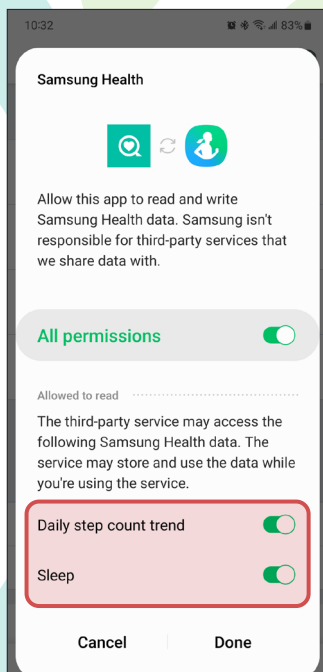 10:32 83%
Samsung Health
Allow this app to read and write
Samsung Health data. Samsung isn't
responsible for third-party services that
we share data with.
All permissions
Allowed to read
The third-party service may access the
following Samsung Health data. The
service may store and use the data while
you're using the service.
Daily step count trend
Sleep
Cancel Done